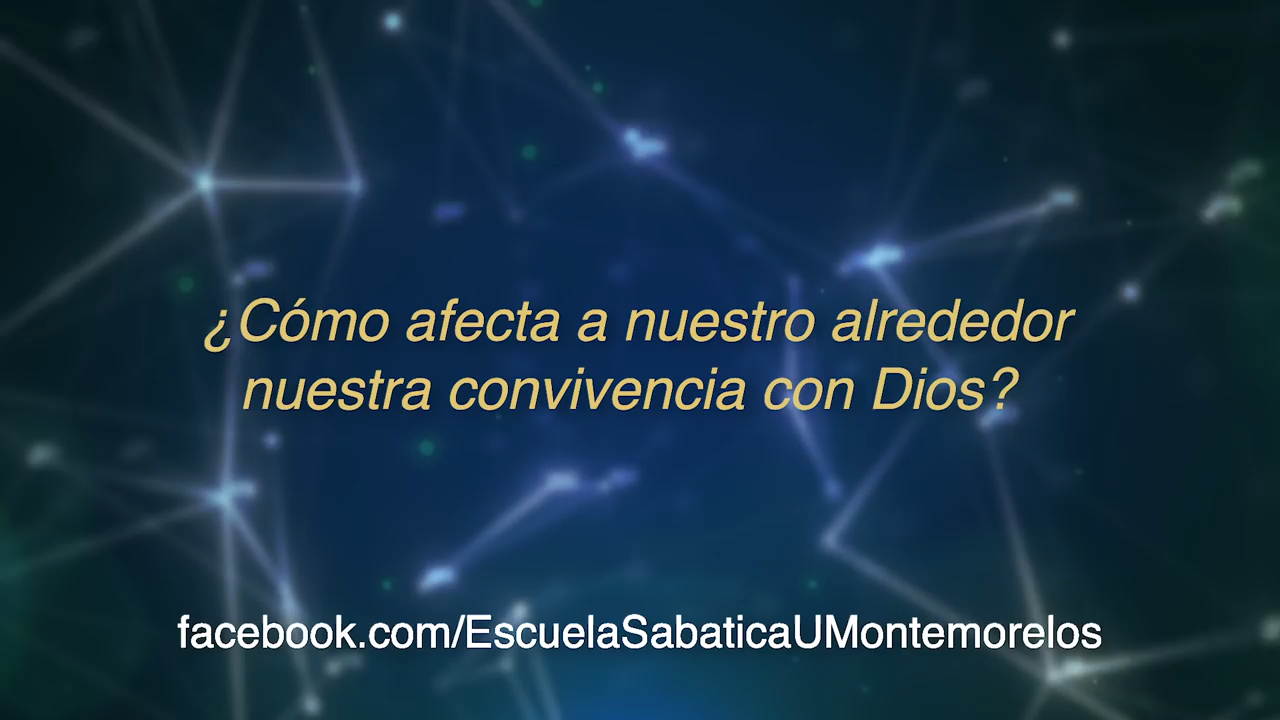 ¿Cómo afecta a nuestro alrededor
nuestra convivencia con Dios?
facebook.com/EscuelaSabaticaUMontemorelos